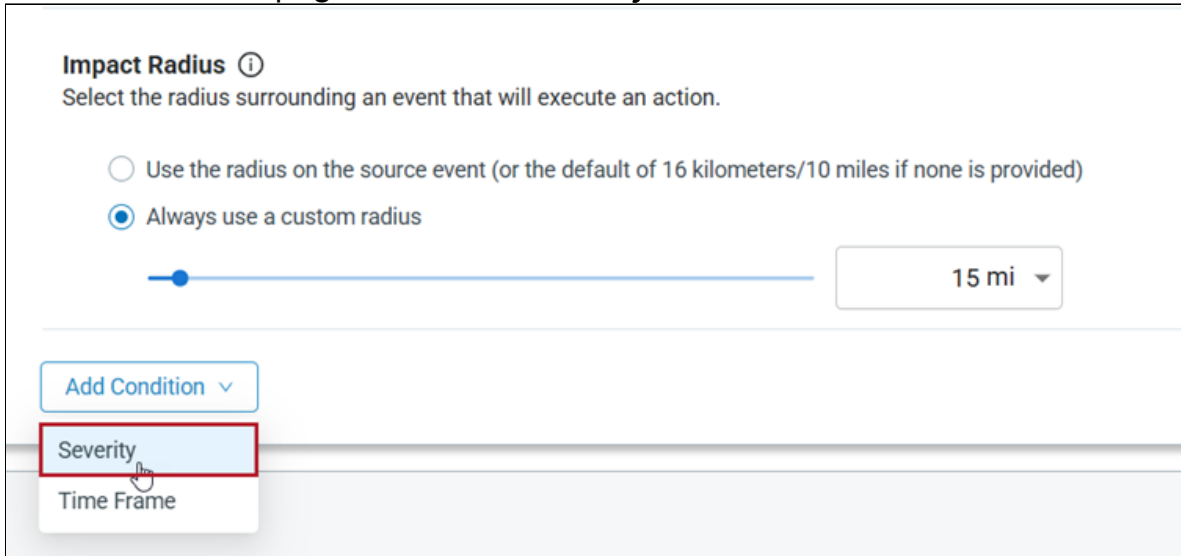 Impact Radius
Select the radius surrounding an event that will execute an action.
Use the radius on the source event (or the default of 16 kilometers/10 miles if none is provided)
Always use a custom radius
15 mi
Add Condition
Severity
Time Frame